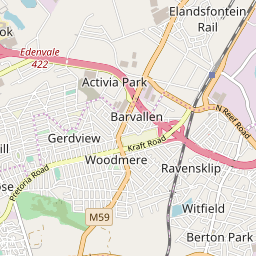 Elandsfontein
Rail
ok
Edenvale
422
Activia Park
N Reef Road
Barvallen
Gerdview
Kraft Road
ill
Woodmere
Pretoria Road
Ravensklip
ose
M59
Witfield
Berton Park